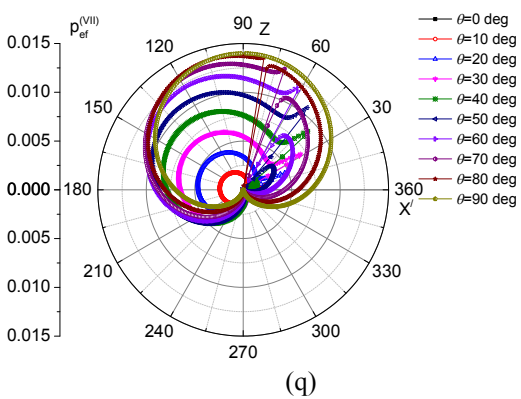 p_ef^(VII)
0.015
0.010
0.005
0.000
0.005
0.010
0.015
90
Z
120
60
150
30
180
360
X/
210
330
240
300
270
θ=0 deg
θ=10 deg
θ=20 deg
θ=30 deg
θ=40 deg
θ=50 deg
θ=60 deg
θ=70 deg
θ=80 deg
θ=90 deg
(q)